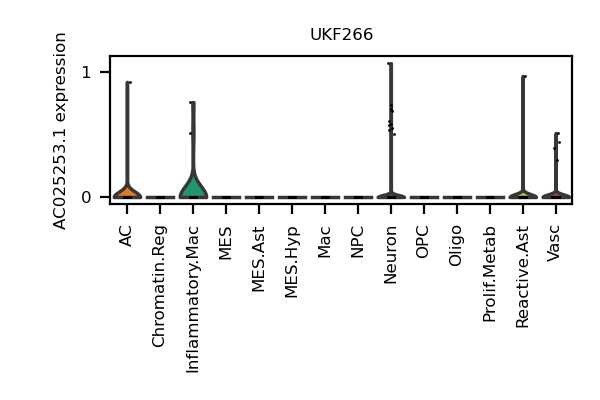 UKF266
AC025253.1 expression
1
0
AC
Chromatin.Reg
Inflammatory.Mac
MES
MES.Ast
MES.Hyp
Mac
NPC
Neuron
OPC
Oligo
Prolif.Metab
Reactive.Ast
Vasc